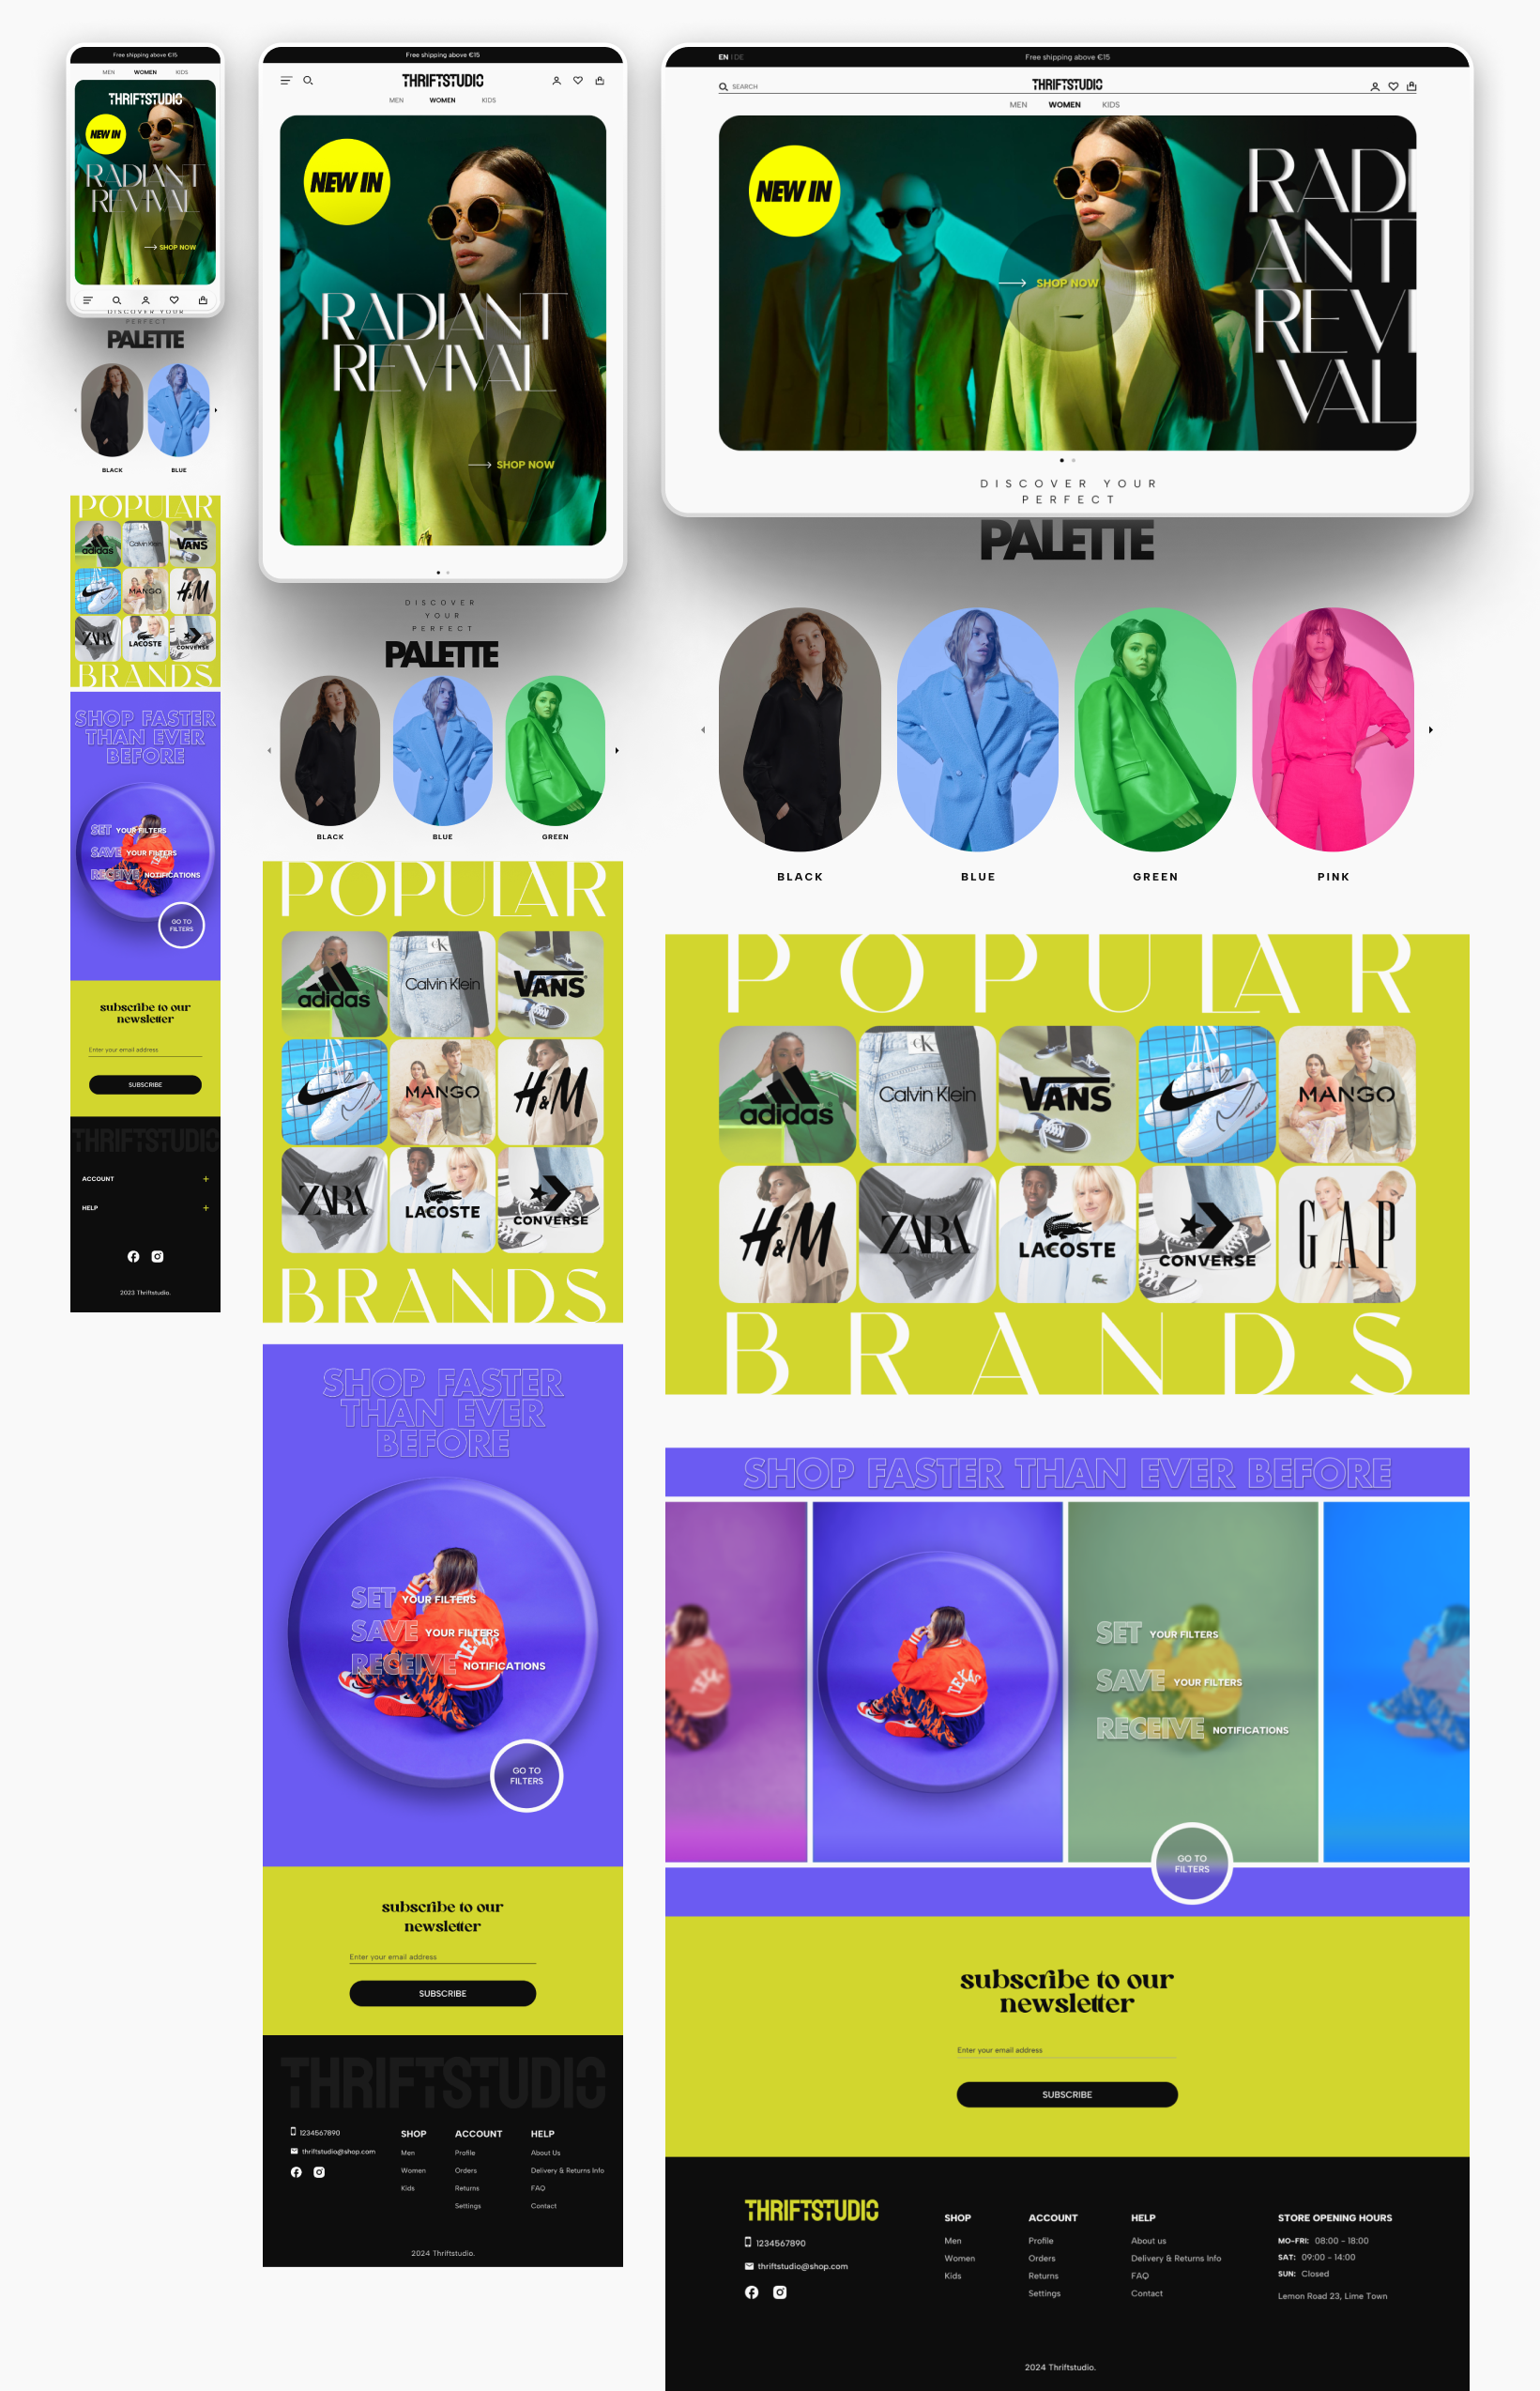 Free shipping above €15
MEN WOMEN KIDS
THRIFTSTUDIO
NEW IN
RADIANT
REVIVAL
SHOP NOW
DISCOVER YOUR
PERFECT
PALETTE
BLACK BLUE
POPULAR
adidas Calvin Klein VANS
MANGO H&M
ZARA LACOSTE CONVERSE
BRANDS
SHOP FASTER
THAN EVER
BEFORE
SET YOUR FILTERS
SAVE YOUR FILTERS
RECEIVE NOTIFICATIONS
GO TO
FILTERS
subscribe to our
newsletter
Enter your email address
SUBSCRIBE
THRIFTSTUDIO
ACCOUNT +
HELP +
2023 Thriftstudio.
Free shipping above €15
THRIFTSTUDIO
MEN WOMEN KIDS
NEW IN
RADIANT
REVIVAL
SHOP NOW
DISCOVER
YOUR
PERFECT
PALETTE
BLACK BLUE GREEN
POPULAR
adidas CK Calvin Klein VANS
MANGO H&M
ZARA LACOSTE CONVERSE
BRANDS
SHOP FASTER
THAN EVER
BEFORE
SET YOUR FILTERS
SAVE YOUR FILTERS
RECEIVE NOTIFICATIONS
TEXAS
GO TO
FILTERS
subscribe to our
newsletter
Enter your email address
SUBSCRIBE
THRIFTSTUDIO
1234567890
thriftstudio@shop.com
SHOP
Men
Women
Kids
ACCOUNT
Profile
Orders
Returns
Settings
HELP
About Us
Delivery & Returns Info
FAQ
Contact
2024 Thriftstudio.
EN | DE Free shipping above €15
SEARCH THRIFTSTUDIO
MEN WOMEN KIDS
NEW IN
SHOP NOW
RADI
ANT
REVI
VAL
DISCOVER YOUR
PERFECT
PALETTE
BLACK BLUE GREEN PINK
POPULAR
adidas CK Calvin Klein VANS MANGO
H&M ZARA LACOSTE CONVERSE GAP
BRANDS
SHOP FASTER THAN EVER BEFORE
TEXAS
SET YOUR FILTERS
SAVE YOUR FILTERS
RECEIVE NOTIFICATIONS
GO TO
FILTERS
subscribe to our
newsletter
Enter your email address
SUBSCRIBE
THRIFTSTUDIO
1234567890
thriftstudio@shop.com
SHOP
Men
Women
Kids
ACCOUNT
Profile
Orders
Returns
Settings
HELP
About us
Delivery & Returns Info
FAQ
Contact
STORE OPENING HOURS
MO-FRI: 08:00 - 18:00
SAT: 09:00 - 14:00
SUN: Closed
Lemon Road 23, Lime Town
2024 Thriftstudio.